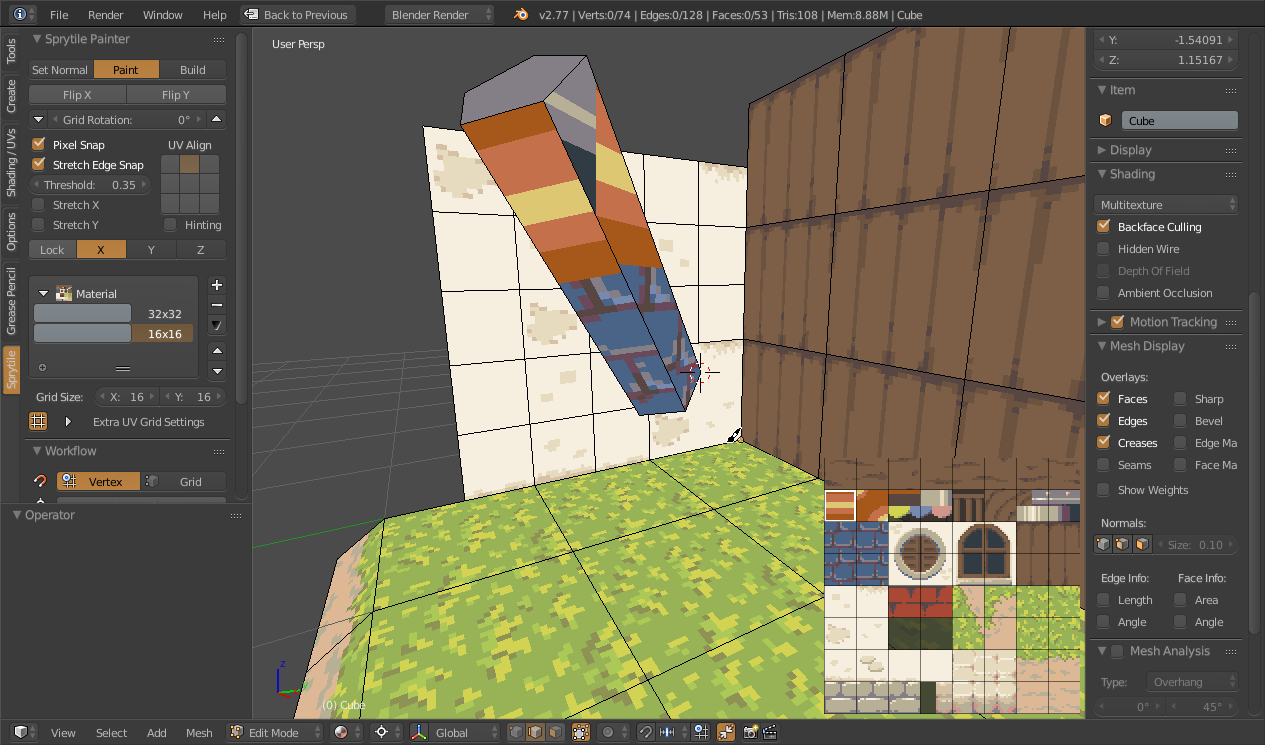 File Render Window Help Back to Previous Blender Render v2.77 | Verts:0/74 | Edges:0/128 | Faces:0/53 | Tris:108 | Mem:8.88M | Cube
Tools
Create
Shading / UVs
Options
Grease Pencil
Sprytile
Sprytile Painter
Set Normal Paint Build
Flip X Flip Y
Grid Rotation: 0°
Pixel Snap UV Align
Stretch Edge Snap
Threshold: 0.35
Stretch X
Stretch Y Hinting
Lock X Y Z
Material
32x32
16x16
Grid Size: X: 16 Y: 16
Extra UV Grid Settings
Workflow
Vertex Grid
Operator
User Persp
z
(0) Cube
Y: -1.54091
Z: 1.15167
Item
Cube
Display
Shading
Multitexture
Backface Culling
Hidden Wire
Depth Of Field
Ambient Occlusion
Motion Tracking
Mesh Display
Overlays:
Faces Sharp
Edges Bevel
Creases Edge Ma
Seams Face Ma
Show Weights
Normals:
Size: 0.10
Edge Info: Face Info:
Length Area
Angle Angle
Mesh Analysis
Type: Overhang
0° 45°
View Select Add Mesh Edit Mode Global